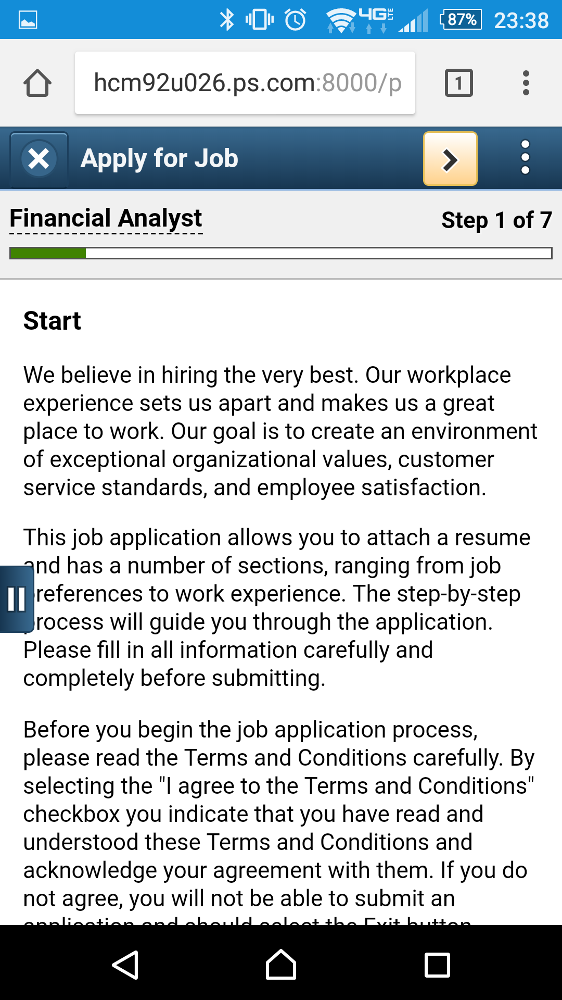 4G LTE 87% 23:38
hcm92u026.ps.com:8000/p 1
Apply for Job
Financial Analyst Step 1 of 7
Start
We believe in hiring the very best. Our workplace
experience sets us apart and makes us a great
place to work. Our goal is to create an environment
of exceptional organizational values, customer
service standards, and employee satisfaction.
This job application allows you to attach a resume
and has a number of sections, ranging from job
preferences to work experience. The step-by-step
process will guide you through the application.
Please fill in all information carefully and
completely before submitting.
Before you begin the job application process,
please read the Terms and Conditions carefully. By
selecting the "I agree to the Terms and Conditions"
checkbox you indicate that you have read and
understood these Terms and Conditions and
acknowledge your agreement with them. If you do
not agree, you will not be able to submit an
application and should select the Exit button